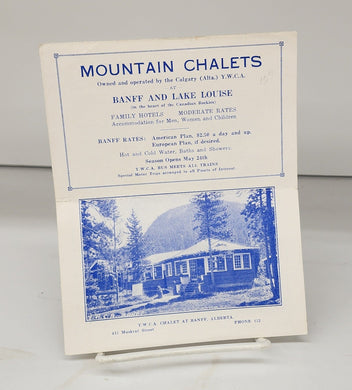 MOUNTAIN CHALETS
Owned and operated by the Calgary (Alta.) Y.W.C.A.
AT
BANFF AND LAKE LOUISE
(in the heart of the Canadian Rockies)
FAMILY HOTELS MODERATE RATES
Accommodation for Men, Women and Children
BANFF RATES: American Plan, $2.50 a day and up.
European Plan, if desired.
Hot and Cold Water, Baths and Showers.
Season Opens May 24th
Y.W.C.A. BUS MEETS ALL TRAINS
Special Motor Trips arranged to all Points of Interest
Y.W.C.A. CHALET AT BANFF, ALBERTA.
Muskrat Street PHONE 112